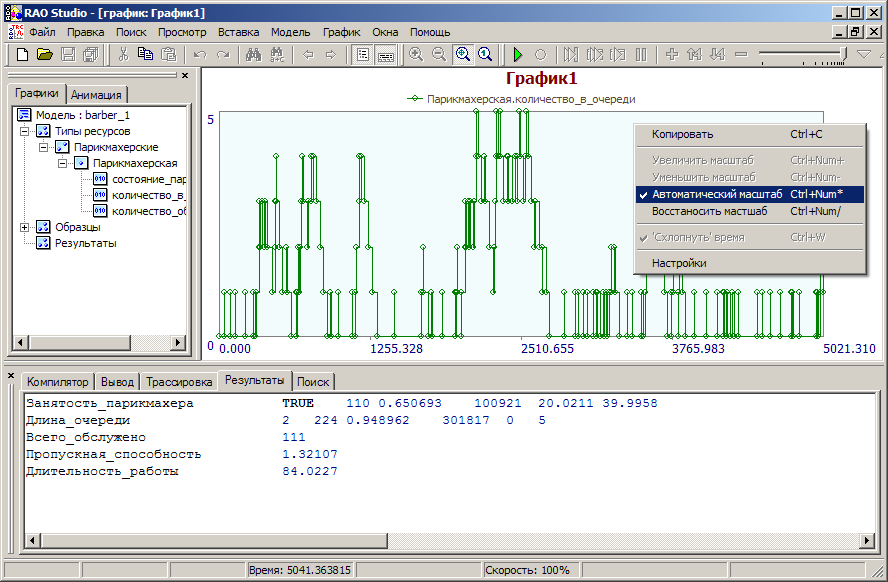 RAO Studio - [график: График1]
Файл Правка Поиск Просмотр Вставка Модель График Окна Помощь
Графики Анимация
Модель : barber_1
Типы ресурсов
Парикмахерские
Парикмахерская
состояние_пар
количество_в_
количество_об
Образцы
Результаты
График1
Парикмахерская.количество_в_очереди
5
0
0.000 1255.328 2510.655 3765.983 5021.310
Копировать Ctrl+C
Увеличить масштаб Ctrl+Num+
Уменьшить масштаб Ctrl+Num-
Автоматический масштаб Ctrl+Num*
Восстаносить мастшаб Ctrl+Num/
'Схлопнуть' время Ctrl+W
Настройки
Компилятор Вывод Трассировка Результаты Поиск
Занятость_парикмахера TRUE 110 0.650693 100921 20.0211 39.9958
Длина_очереди 2 224 0.948962 301817 0 5
Всего_обслужено 111
Пропускная_способность 1.32107
Длительность_работы 84.0227
Время: 5041.363815 Скорость: 100%